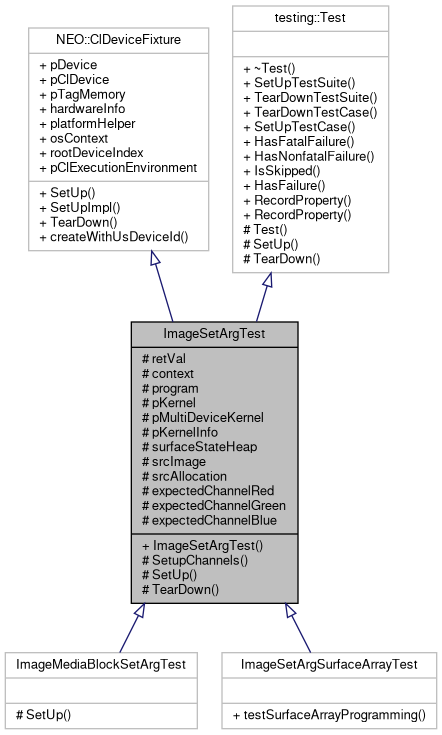 NEO::ClDeviceFixture
+ pDevice
+ pClDevice
+ pTagMemory
+ hardwareInfo
+ platformHelper
+ osContext
+ rootDeviceIndex
+ pClExecutionEnvironment
+ SetUp()
+ SetUpImpl()
+ TearDown()
+ createWithUsDeviceId()
testing::Test
+ ~Test()
+ SetUpTestSuite()
+ TearDownTestSuite()
+ TearDownTestCase()
+ SetUpTestCase()
+ HasFatalFailure()
+ HasNonfatalFailure()
+ IsSkipped()
+ HasFailure()
+ RecordProperty()
+ RecordProperty()
# Test()
# SetUp()
# TearDown()
ImageSetArgTest
# retVal
# context
# program
# pKernel
# pMultiDeviceKernel
# pKernelInfo
# surfaceStateHeap
# srcImage
# srcAllocation
# expectedChannelRed
# expectedChannelGreen
# expectedChannelBlue
+ ImageSetArgTest()
# SetupChannels()
# SetUp()
# TearDown()
ImageMediaBlockSetArgTest
# SetUp()
ImageSetArgSurfaceArrayTest
+ testSurfaceArrayProgramming()